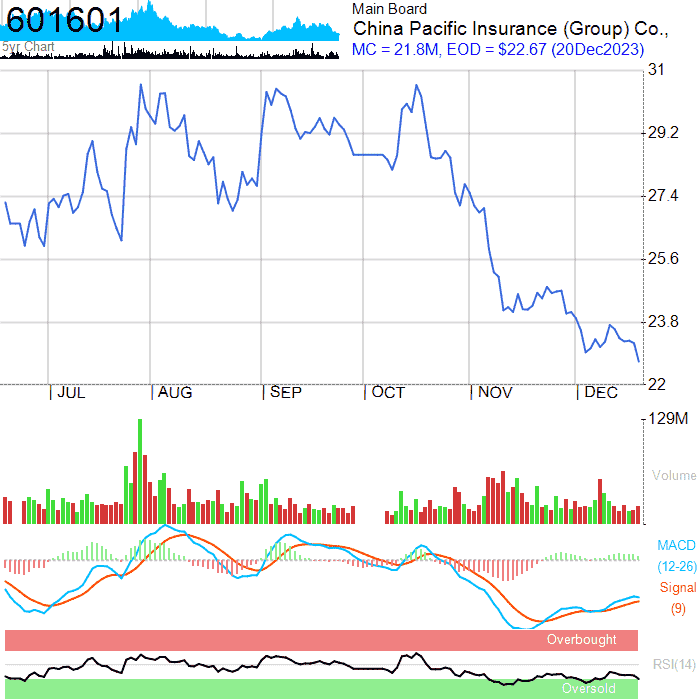 601601
5yr Chart
Main Board
China Pacific Insurance (Group) Co.,
MC = 21.8M, EOD = $22.67 (20Dec2023)
31
29.2
27.4
25.6
23.8
22
JUL AUG SEP OCT NOV DEC
129M
Volume
MACD
(12-26)
Signal
(9)
Overbought
RSI(14)
Oversold